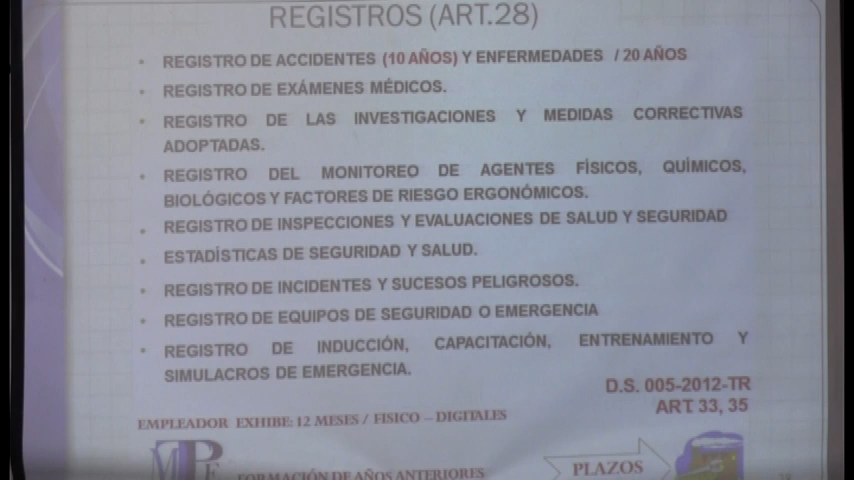 REGISTROS (ART.28)
• REGISTRO DE ACCIDENTES (10 AÑOS) Y ENFERMEDADES / 20 AÑOS
• REGISTRO DE EXÁMENES MÉDICOS.
• REGISTRO DE LAS INVESTIGACIONES Y MEDIDAS CORRECTIVAS
ADOPTADAS.
• REGISTRO DEL MONITOREO DE AGENTES FÍSICOS, QUÍMICOS,
BIOLÓGICOS Y FACTORES DE RIESGO ERGONÓMICOS.
• REGISTRO DE INSPECCIONES Y EVALUACIONES DE SALUD Y SEGURIDAD
• ESTADÍSTICAS DE SEGURIDAD Y SALUD.
• REGISTRO DE INCIDENTES Y SUCESOS PELIGROSOS.
• REGISTRO DE EQUIPOS DE SEGURIDAD O EMERGENCIA
• REGISTRO DE INDUCCIÓN, CAPACITACIÓN, ENTRENAMIENTO Y
SIMULACROS DE EMERGENCIA.
D.S. 005-2012-TR
ART. 33, 35
EMPLEADOR EXHIBE: 12 MESES / FISICO – DIGITALES
MTPE
FORMACIÓN DE AÑOS ANTERIORES
PLAZOS